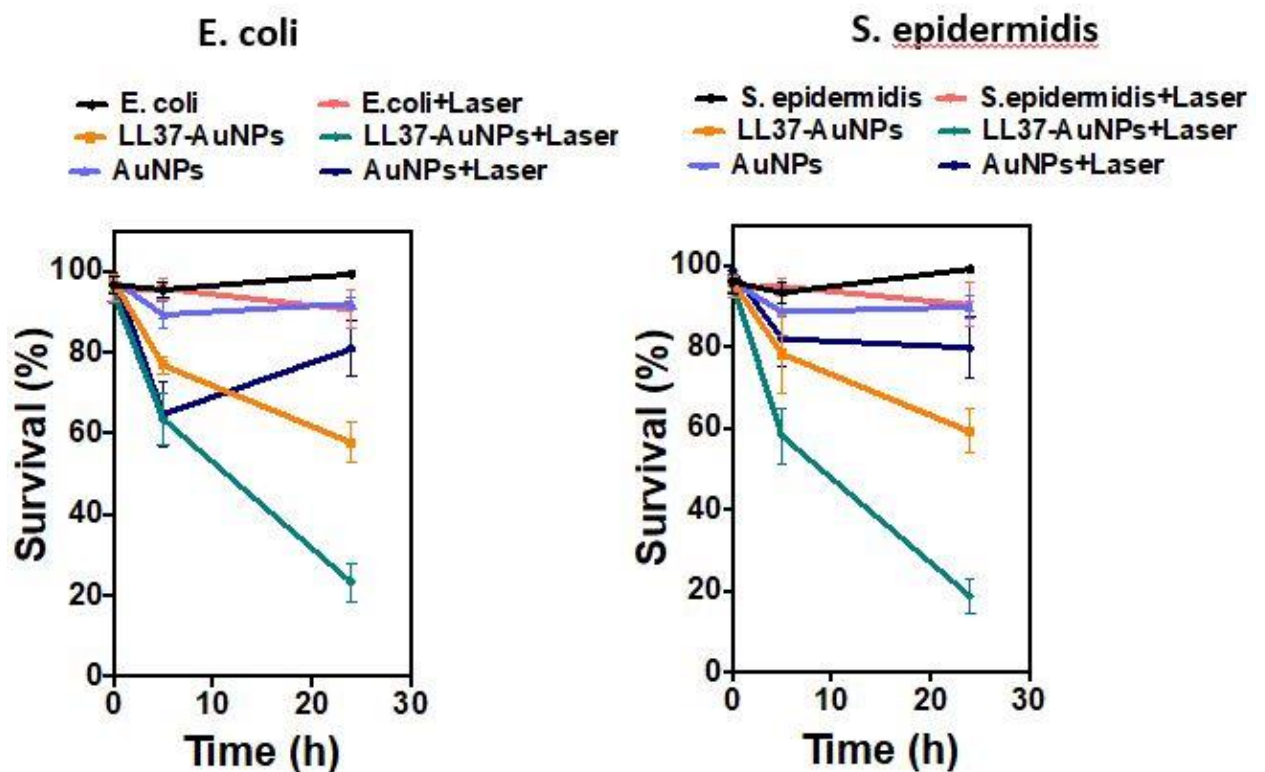 E. coli
E. coli E.coli+Laser
LL37-AuNPs LL37-AuNPs+Laser
AuNPs AuNPs+Laser
Survival (%)
100
80
60
40
20
0
0 10 20 30
Time (h)
S. epidermidis
S. epidermidis S.epidermidis+Laser
LL37-AuNPs LL37-AuNPs+Laser
AuNPs AuNPs+Laser
Survival (%)
100
80
60
40
20
0
0 10 20 30
Time (h)